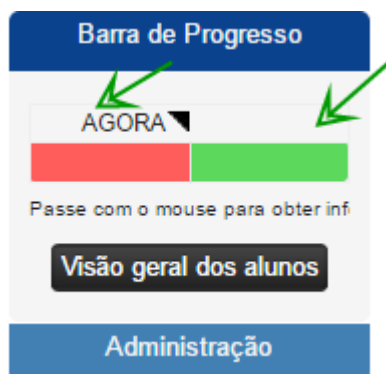 Barra de Progresso
AGORA
Passe com o mouse para obter inf
Visão geral dos alunos
Administração